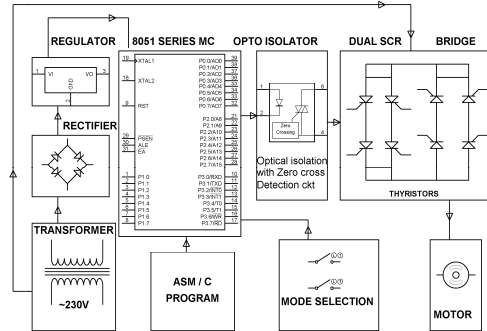 REGULATOR
1 VI VO 3
GND
2
RECTIFIER
TRANSFORMER
~230V
8051 SERIES MC
19 XTAL1
18 XTAL2
9 RST
29 PSEN
30 ALE
31 EA
1 P1.0
2 P1.1
3 P1.2
4 P1.3
5 P1.4
6 P1.5
7 P1.6
8 P1.7
P0.0/AD0 39
P0.1/AD1 38
P0.2/AD2 37
P0.3/AD3 36
P0.4/AD4 35
P0.5/AD5 34
P0.6/AD6 33
P0.7/AD7 32
P2.0/A8 21
P2.1/A9 22
P2.2/A10 23
P2.3/A11 24
P2.4/A12 25
P2.5/A13 26
P2.6/A14 27
P2.7/A15 28
P3.0/RXD 10
P3.1/TXD 11
P3.2/INT0 12
P3.3/INT1 13
P3.4/T0 14
P3.5/T1 15
P3.6/WR 16
P3.7/RD 17
ASM / C
PROGRAM
OPTO ISOLATOR
1
2
6
4
Zero
Crossing
Optical isolation
with Zero cross
Detection ckt
MODE SELECTION
DUAL SCR BRIDGE
THYRISTORS
MOTOR